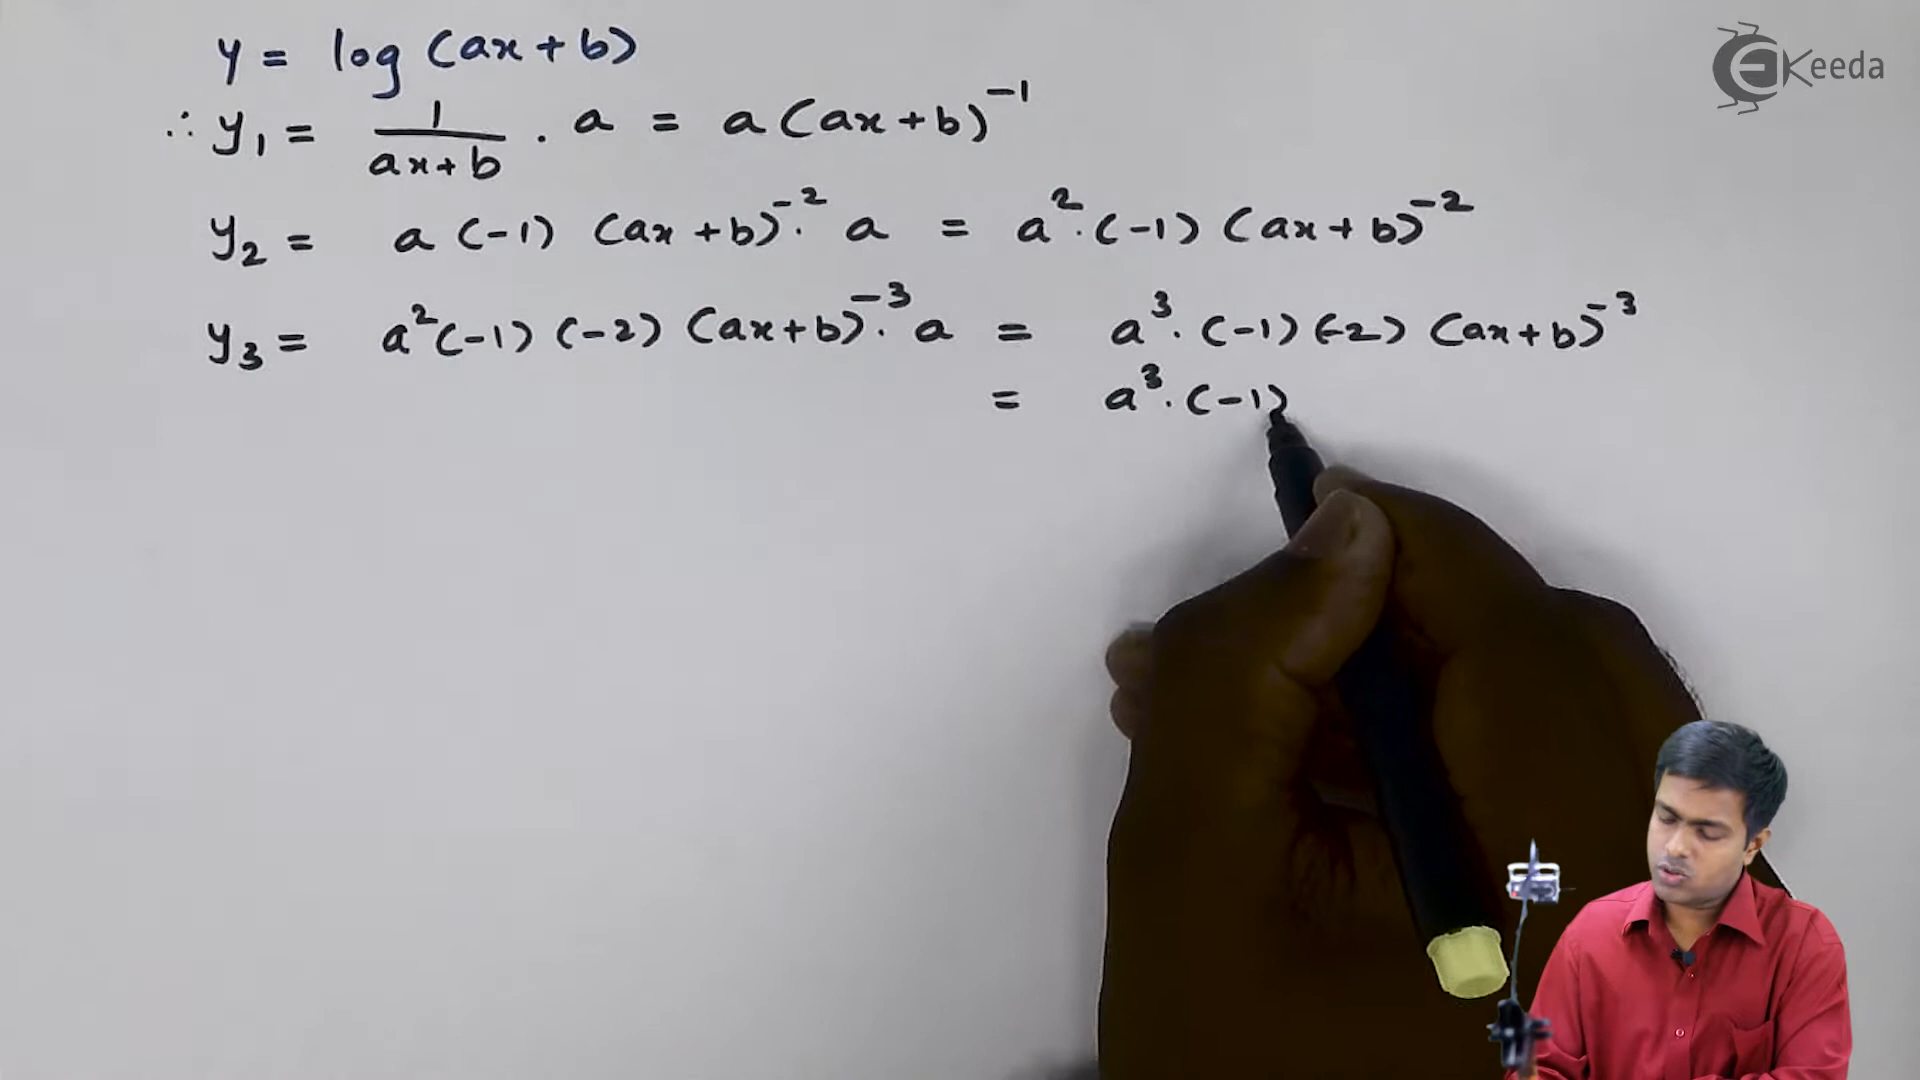 EKeeda
y = log (ax + b)
∴ y₁ = 1/(ax + b) · a = a (ax + b)⁻¹
y₂ = a (-1) (ax + b)⁻² · a = a² · (-1) (ax + b)⁻²
y₃ = a² (-1) (-2) (ax + b)⁻³ · a = a³ · (-1) (-2) (ax + b)⁻³
= a³ · (-1)